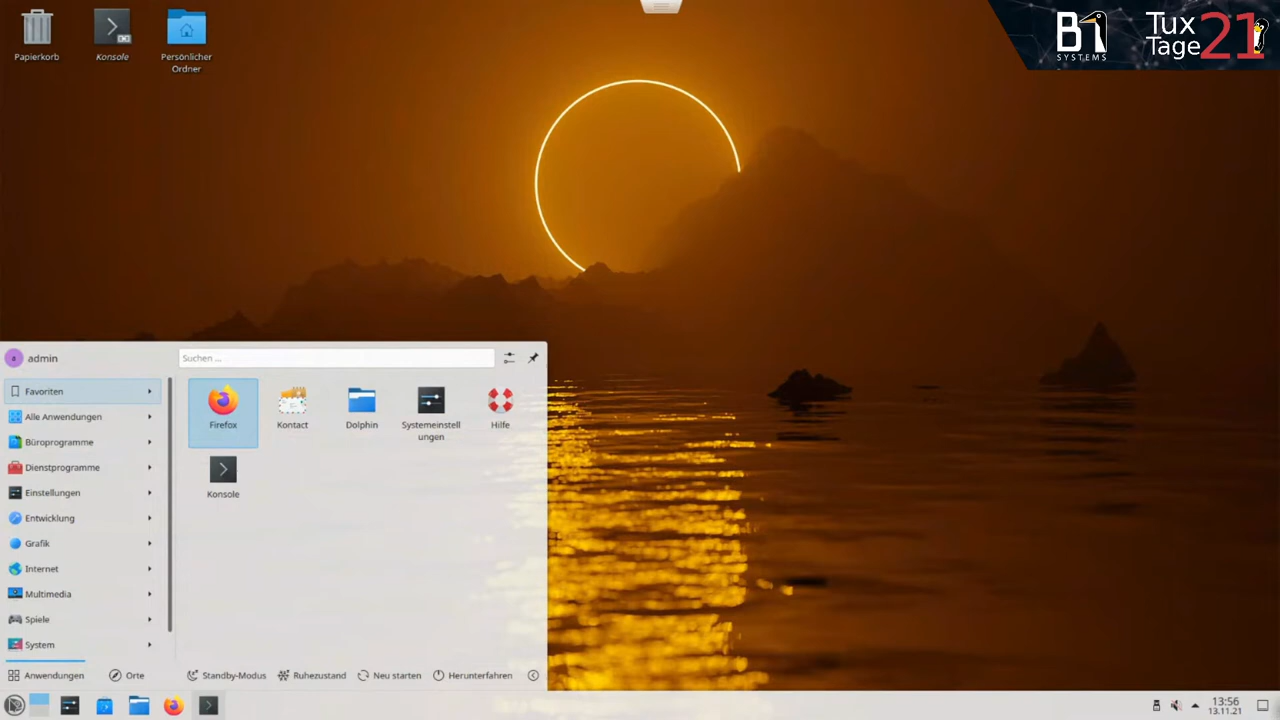 Papierkorb
Konsole
Persönlicher
Ordner
B1
SYSTEMS
Tux
Tage 21
a
admin
Suchen ...
Favoriten
Alle Anwendungen
Büroprogramme
Dienstprogramme
Einstellungen
Entwicklung
Grafik
Internet
Multimedia
Spiele
System
Firefox
Kontact
Dolphin
Systemeinstell
ungen
Hilfe
Konsole
Anwendungen
Orte
Standby-Modus
Ruhezustand
Neu starten
Herunterfahren
13:56
13.11.21